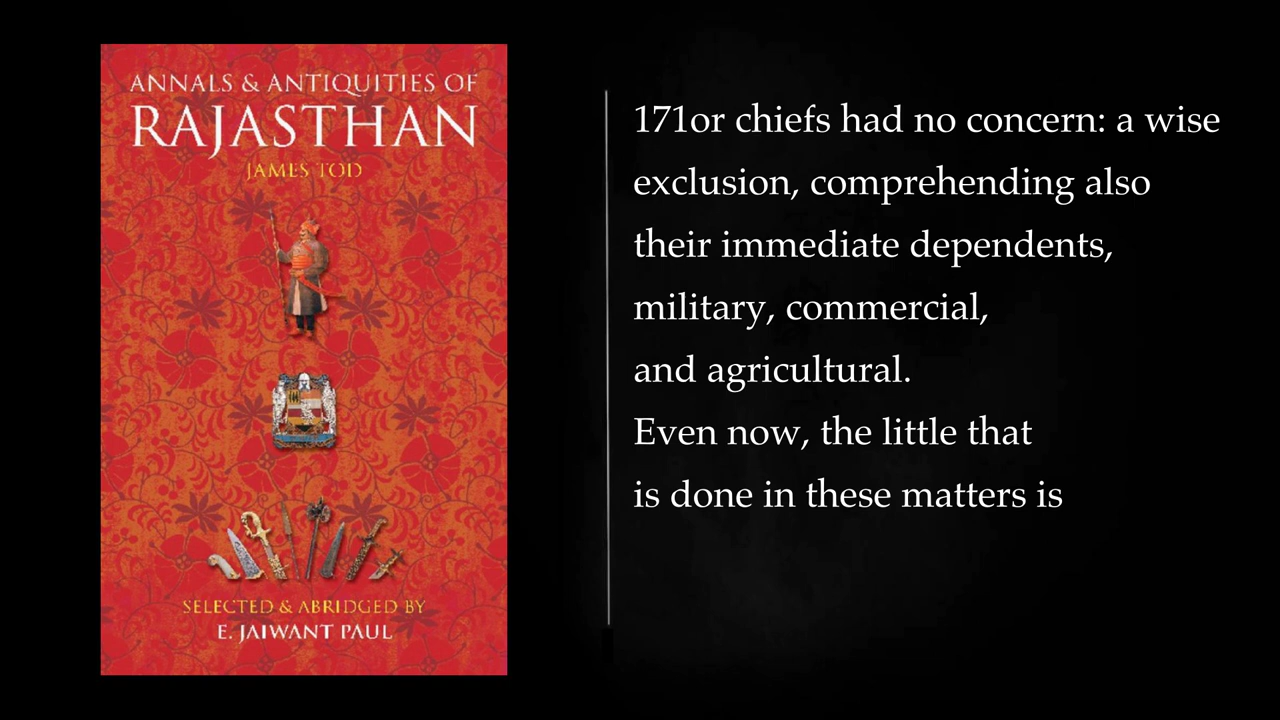 ANNALS & ANTIQUITIES OF
RAJASTHAN
JAMES TOD
SELECTED & ABRIDGED BY
E. JAIWANT PAUL
171or chiefs had no concern: a wise
exclusion, comprehending also
their immediate dependents,
military, commercial,
and agricultural.
Even now, the little that
is done in these matters is